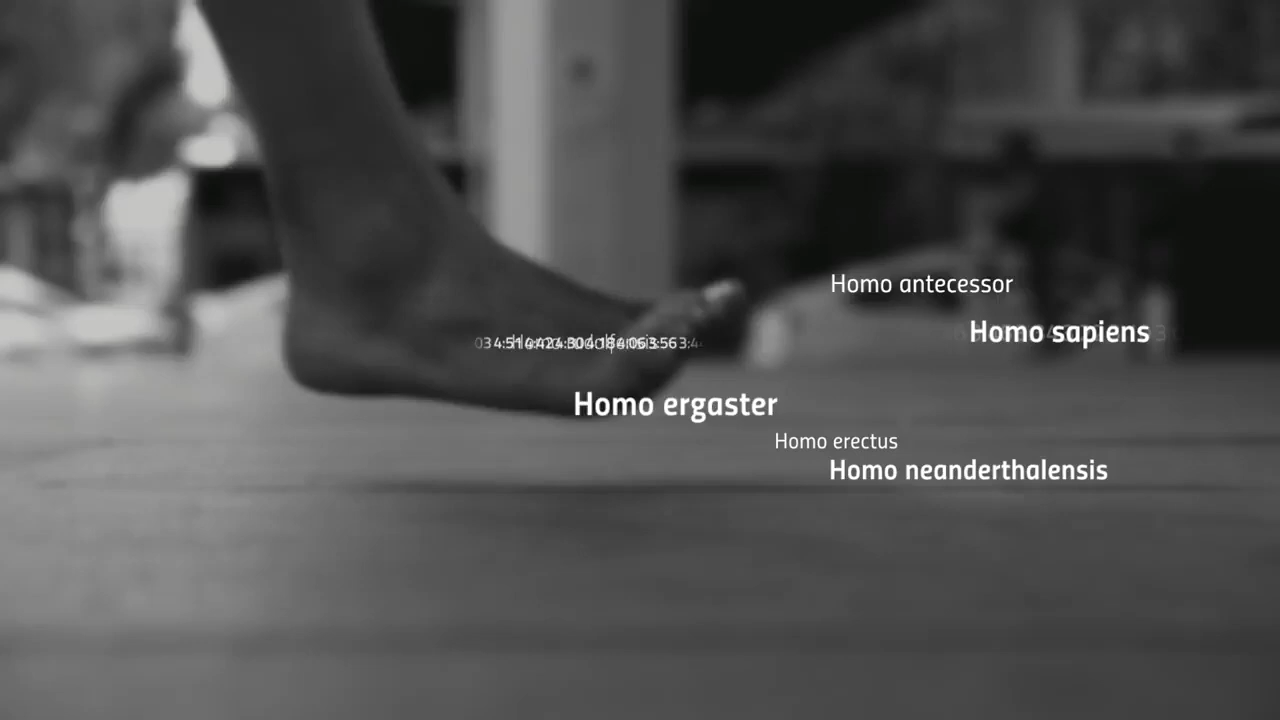 Homo antecessor
Homo sapiens
Homo ergaster
Homo erectus
Homo neanderthalensis